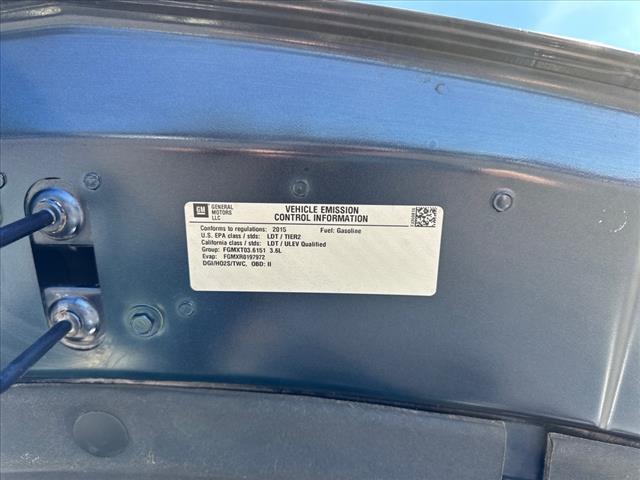 GM GENERAL MOTORS LLC
VEHICLE EMISSION
CONTROL INFORMATION
Conforms to regulations: 2015 Fuel: Gasoline
U.S. EPA class / stds: LDT / TIER2
California class / stds: LDT / ULEV Qualified
Group: FGMXT03.6151 3.6L
Evap: FGMXR0197972
DGI/HO2S/TWC, OBD: II